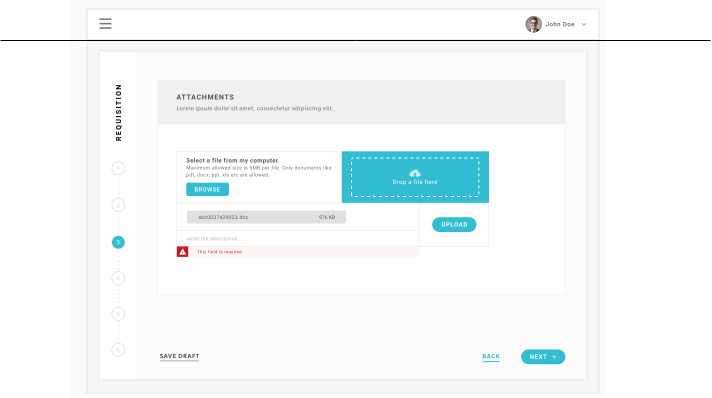 John Doe
REQUISITION
1
2
3
4
5
6
ATTACHMENTS
Lorem ipsum dolor sit amet, consectetur adipiscing elit.
Select a file from my computer.
Maximum allowed size is 5MB per file. Only documents like
pdf, docx, ppt, xls etc are allowed.
BROWSE
Drop a file here
abc0037429023.doc
976 KB
write the description..
This field is required
UPLOAD
SAVE DRAFT
BACK
NEXT